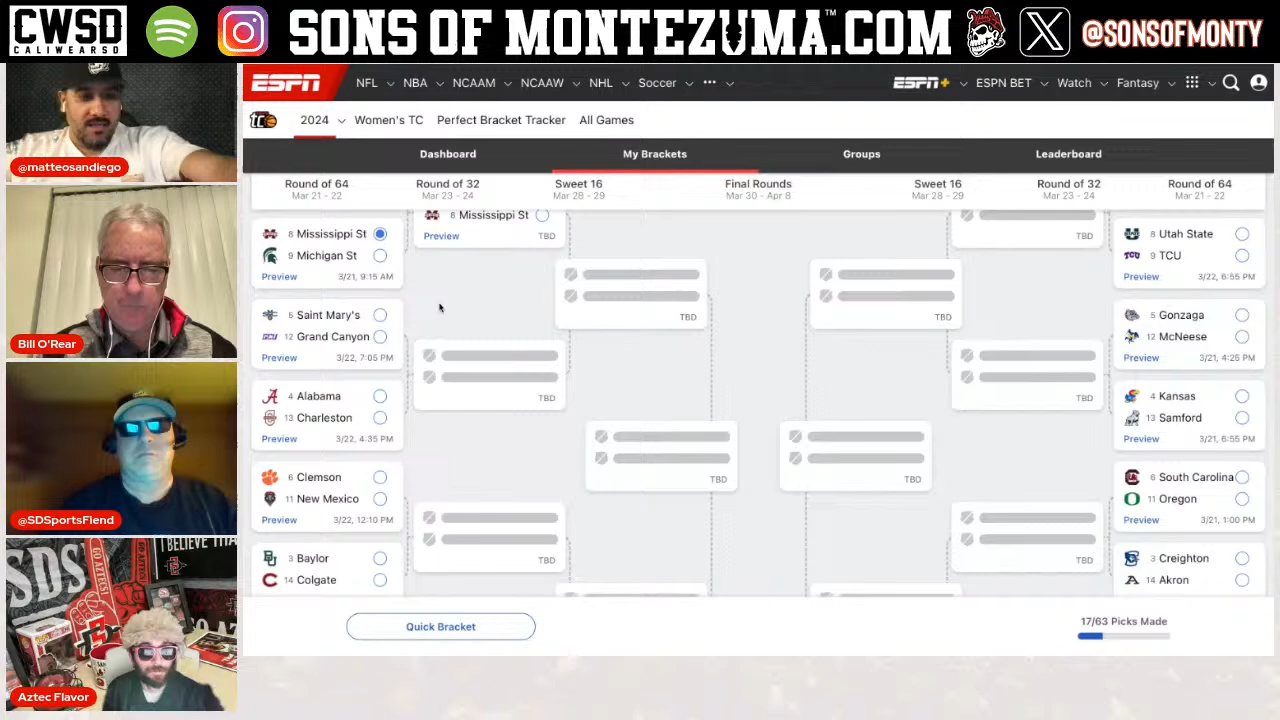 CWSD
CALIWEARSD
SONS OF MONTEZUMA.COM
™
@SONSOFMONTY
@matteosandiego
Bill O'Rear
@SDSportsFiend
SDS
GO AZTECS!
I BELIEVE THA
Aztec Flavor
ESPN
NFL
NBA
NCAAM
NCAAW
NHL
Soccer
ESPN+
ESPN BET
Watch
Fantasy
tc
2024
Women's TC
Perfect Bracket Tracker
All Games
Dashboard
My Brackets
Groups
Leaderboard
Round of 64
Mar 21 - 22
Round of 32
Mar 23 - 24
Sweet 16
Mar 28 - 29
Final Rounds
Mar 30 - Apr 8
Sweet 16
Mar 28 - 29
Round of 32
Mar 23 - 24
Round of 64
Mar 21 - 22
8 Mississippi St
9 Michigan St
Preview 3/21, 9:15 AM
5 Saint Mary's
12 Grand Canyon
Preview 3/22, 7:05 PM
4 Alabama
13 Charleston
Preview 3/22, 4:35 PM
6 Clemson
11 New Mexico
Preview 3/22, 12:10 PM
3 Baylor
14 Colgate
8 Mississippi St
Preview TBD
TBD
TBD
TBD
TBD
TBD
TBD
TBD
TBD
TBD
8 Utah State
9 TCU
Preview 3/22, 6:55 PM
5 Gonzaga
12 McNeese
Preview 3/21, 4:25 PM
4 Kansas
13 Samford
Preview 3/21, 6:55 PM
6 South Carolina
11 Oregon
Preview 3/21, 1:00 PM
3 Creighton
14 Akron
Quick Bracket
17/63 Picks Made